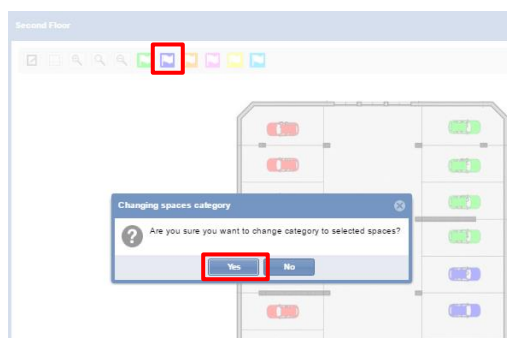 Second Floor
Changing spaces category
Are you sure you want to change category to selected spaces?
Yes
No